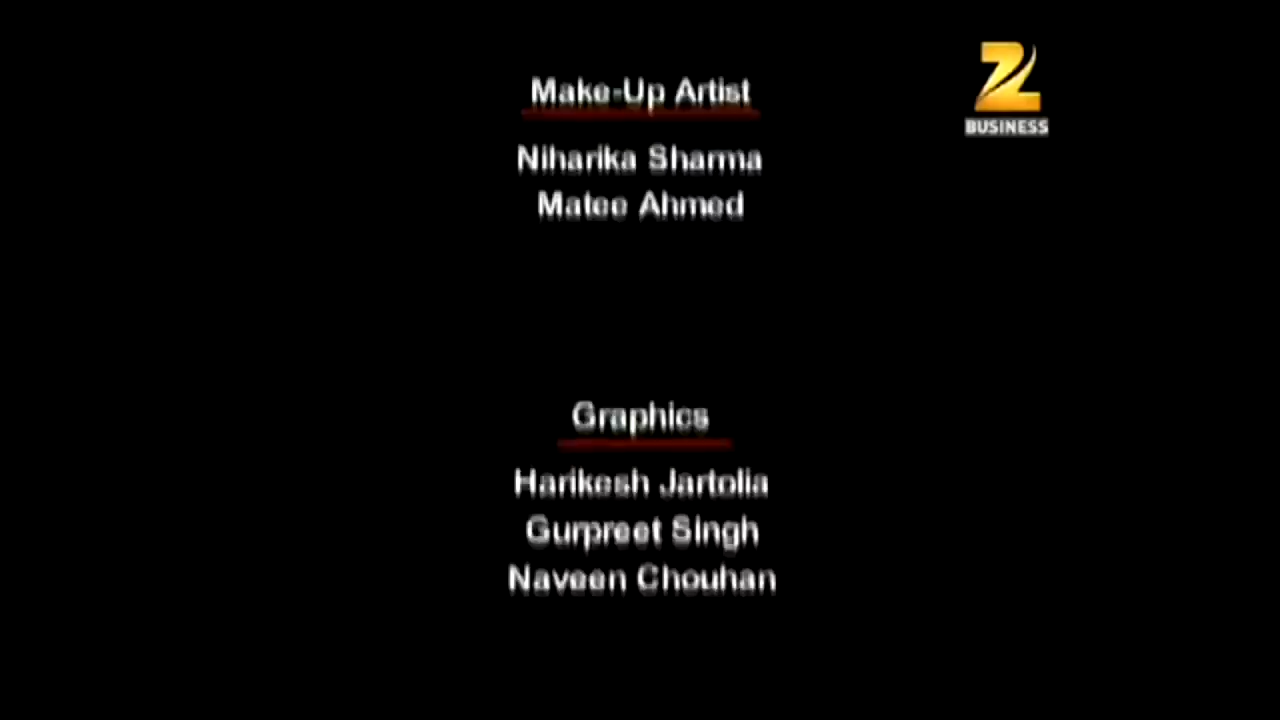 Make-Up Artist
Niharika Sharma
Matee Ahmed
Graphics
Harikesh Jartolia
Gurpreet Singh
Naveen Chouhan
Z
BUSINESS